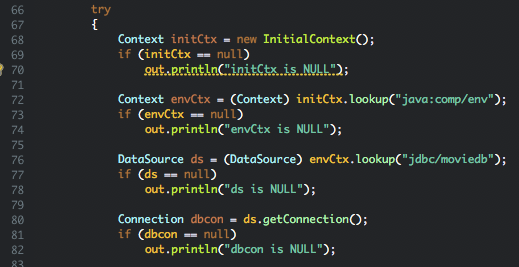 66 try
67 {
68 Context initCtx = new InitialContext();
69 if (initCtx == null)
70 out.println("initCtx is NULL");
71
72 Context envCtx = (Context) initCtx.lookup("java:comp/env");
73 if (envCtx == null)
74 out.println("envCtx is NULL");
75
76 DataSource ds = (DataSource) envCtx.lookup("jdbc/moviedb");
77 if (ds == null)
78 out.println("ds is NULL");
79
80 Connection dbcon = ds.getConnection();
81 if (dbcon == null)
82 out.println("dbcon is NULL");
83